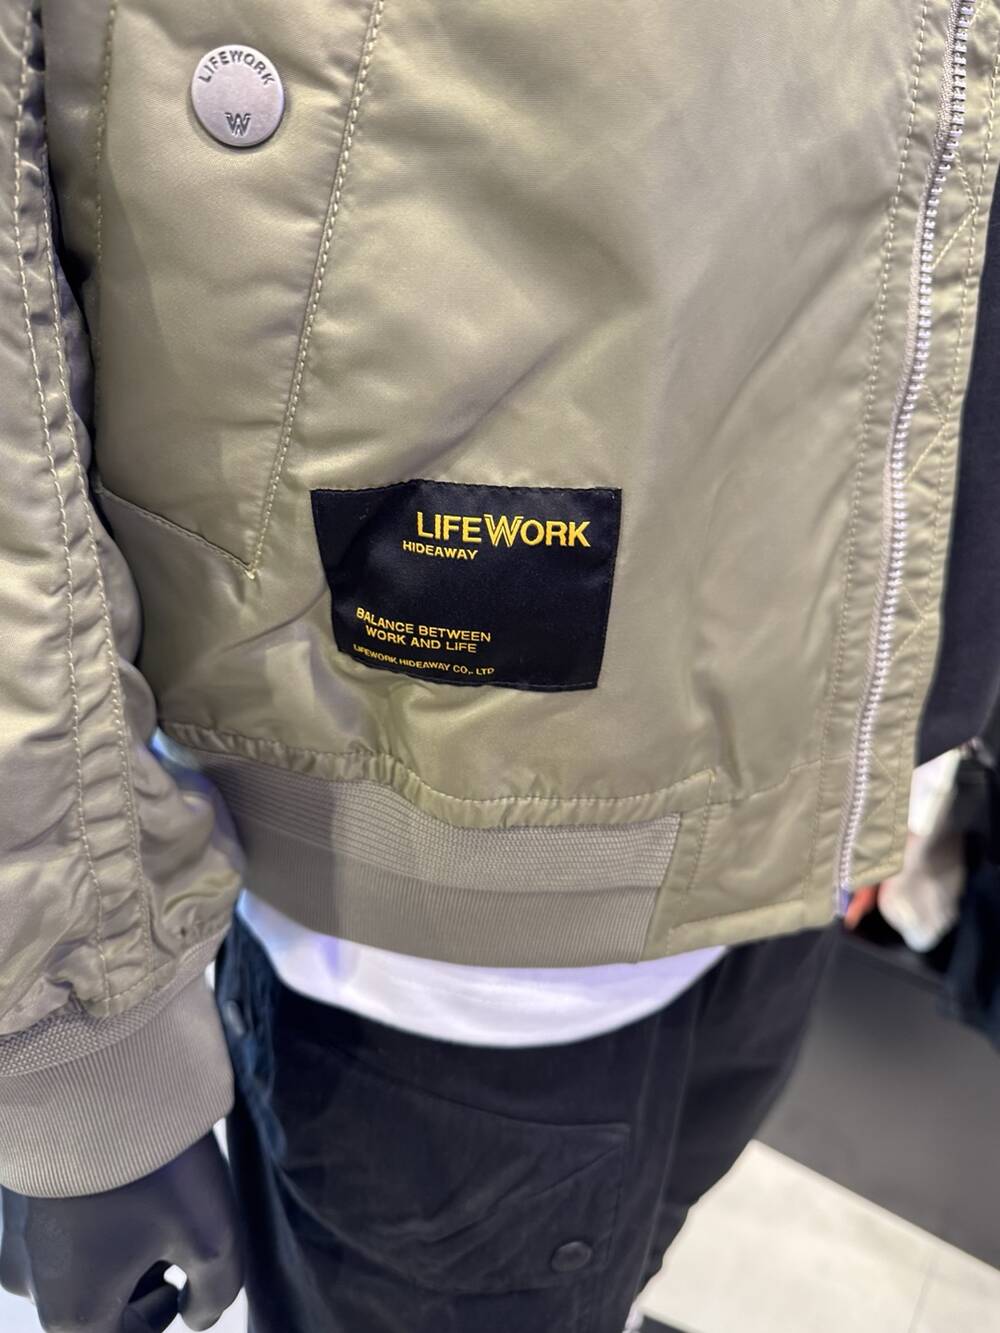 LIFEWORK
W
LIFEWORK
HIDEAWAY
BALANCE BETWEEN
WORK AND LIFE
LIFEWORK HIDEAWAY CO,. LTD